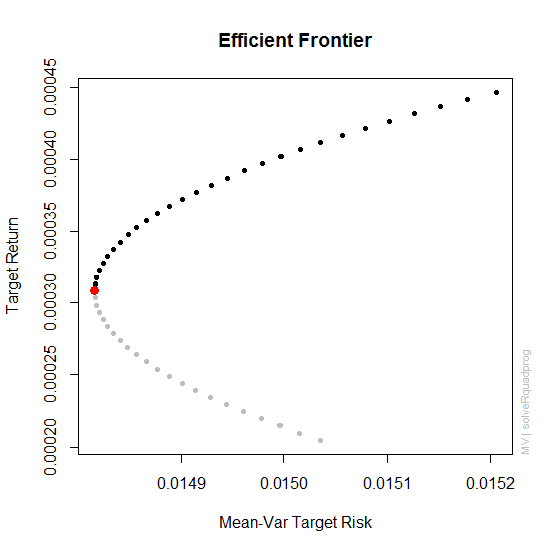 Efficient Frontier
Target Return
0.00045
0.00040
0.00035
0.00030
0.00025
0.00020
0.0149 0.0150 0.0151 0.0152
Mean-Var Target Risk
MV | solveRquadprog